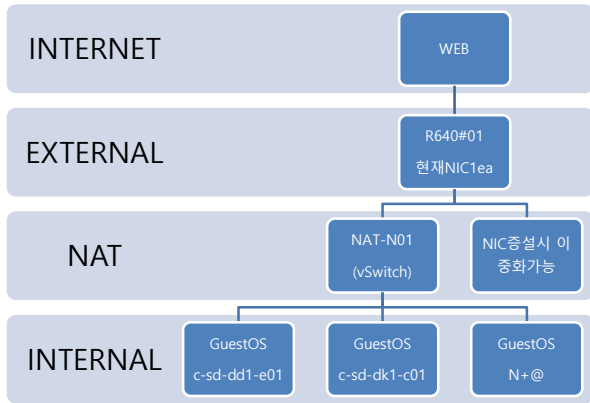 INTERNET
WEB
EXTERNAL
R640#01
현재NIC1ea
NAT
NAT-N01
(vSwitch)
NIC증설시 이
중화가능
INTERNAL
GuestOS
c-sd-dd1-e01
GuestOS
c-sd-dk1-c01
GuestOS
N+@